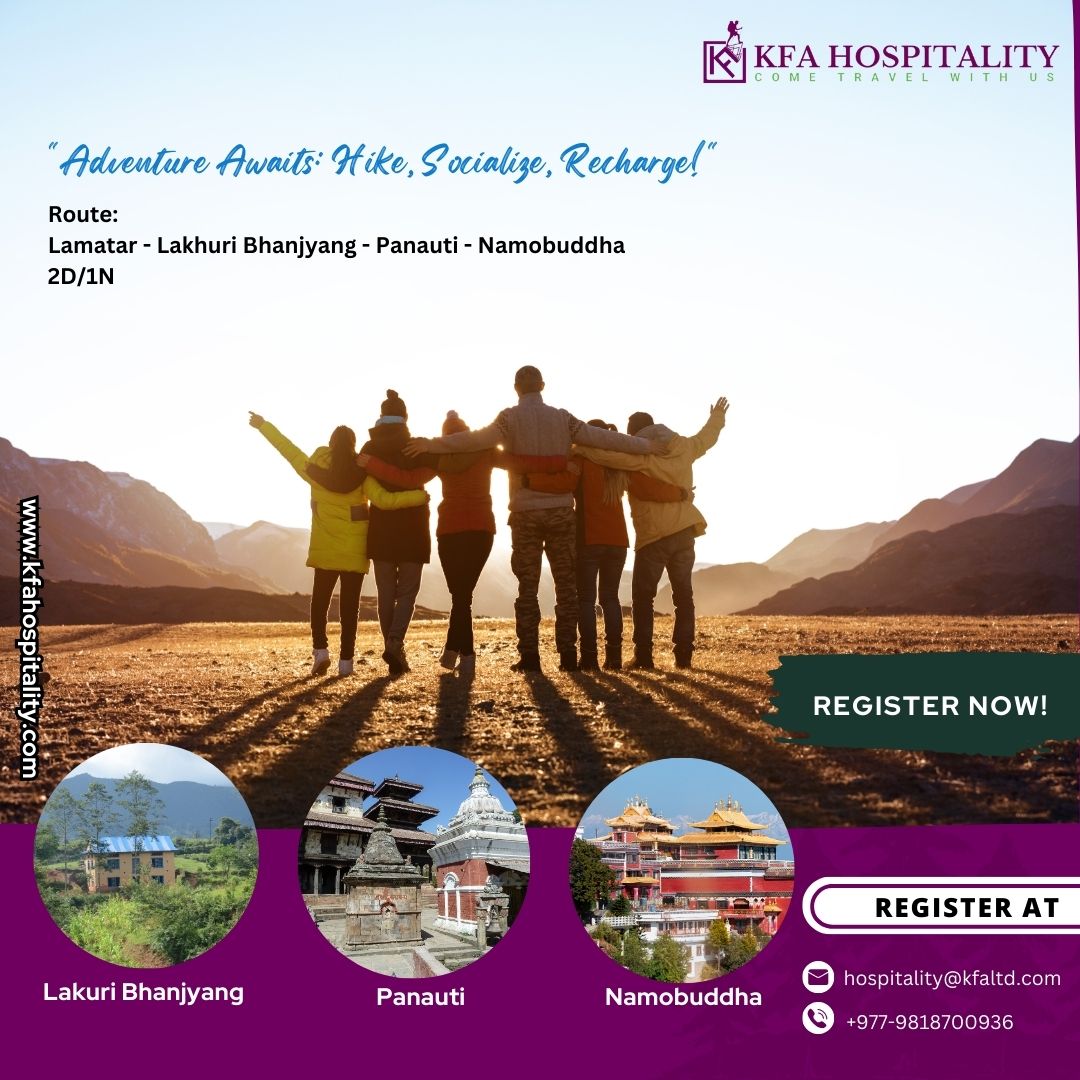 KFA HOSPITALITY
COME TRAVEL WITH US
"Adventure Awaits: Hike, Socialize, Recharge!"
Route:
Lamatar - Lakhuri Bhanjyang - Panauti - Namobuddha
2D/1N
www.kfahospitality.com
REGISTER NOW!
Lakuri Bhanjyang
Panauti
Namobuddha
REGISTER AT
hospitality@kfaltd.com
+977-9818700936